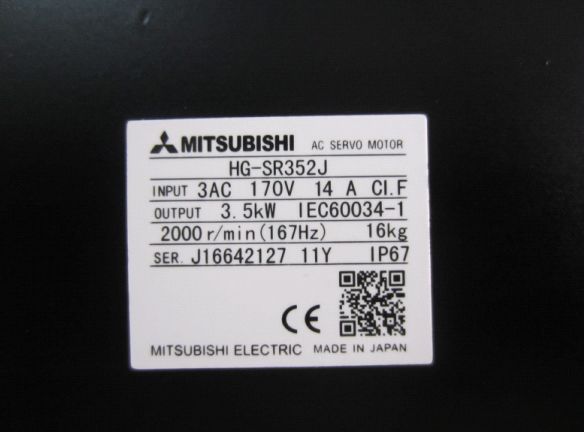 MITSUBISHI AC SERVO MOTOR
HG-SR352J
INPUT 3AC 170V 14 A CI.F
OUTPUT 3.5kW IEC60034-1
2000r/min(167Hz) 16kg
SER. J16642127 11Y IP67
CE
MITSUBISHI ELECTRIC MADE IN JAPAN